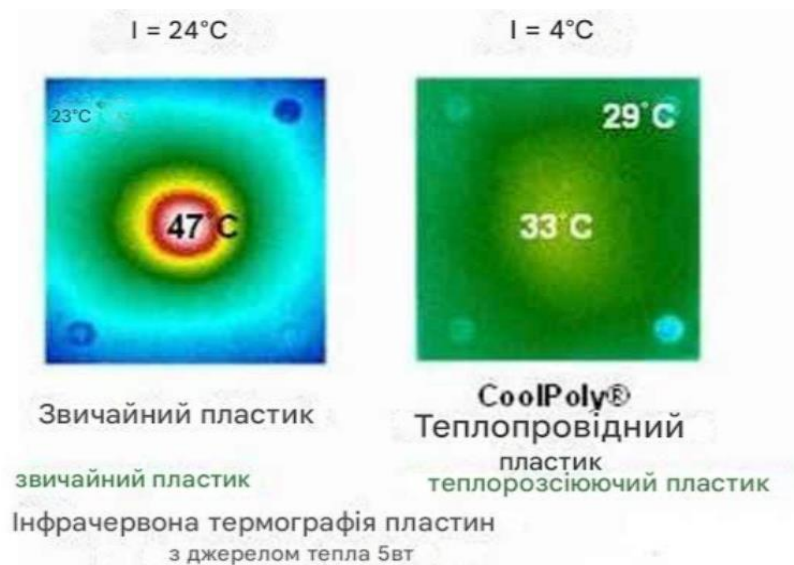 I = 24°C
I = 4°C
23°C
29°C
47°C
33°C
Звичайний пластик
CoolPoly®
Теплопровідний
пластик
звичайний пластик
теплорозсіюючий пластик
Інфрачервона термографія пластин
з джерелом тепла 5вт